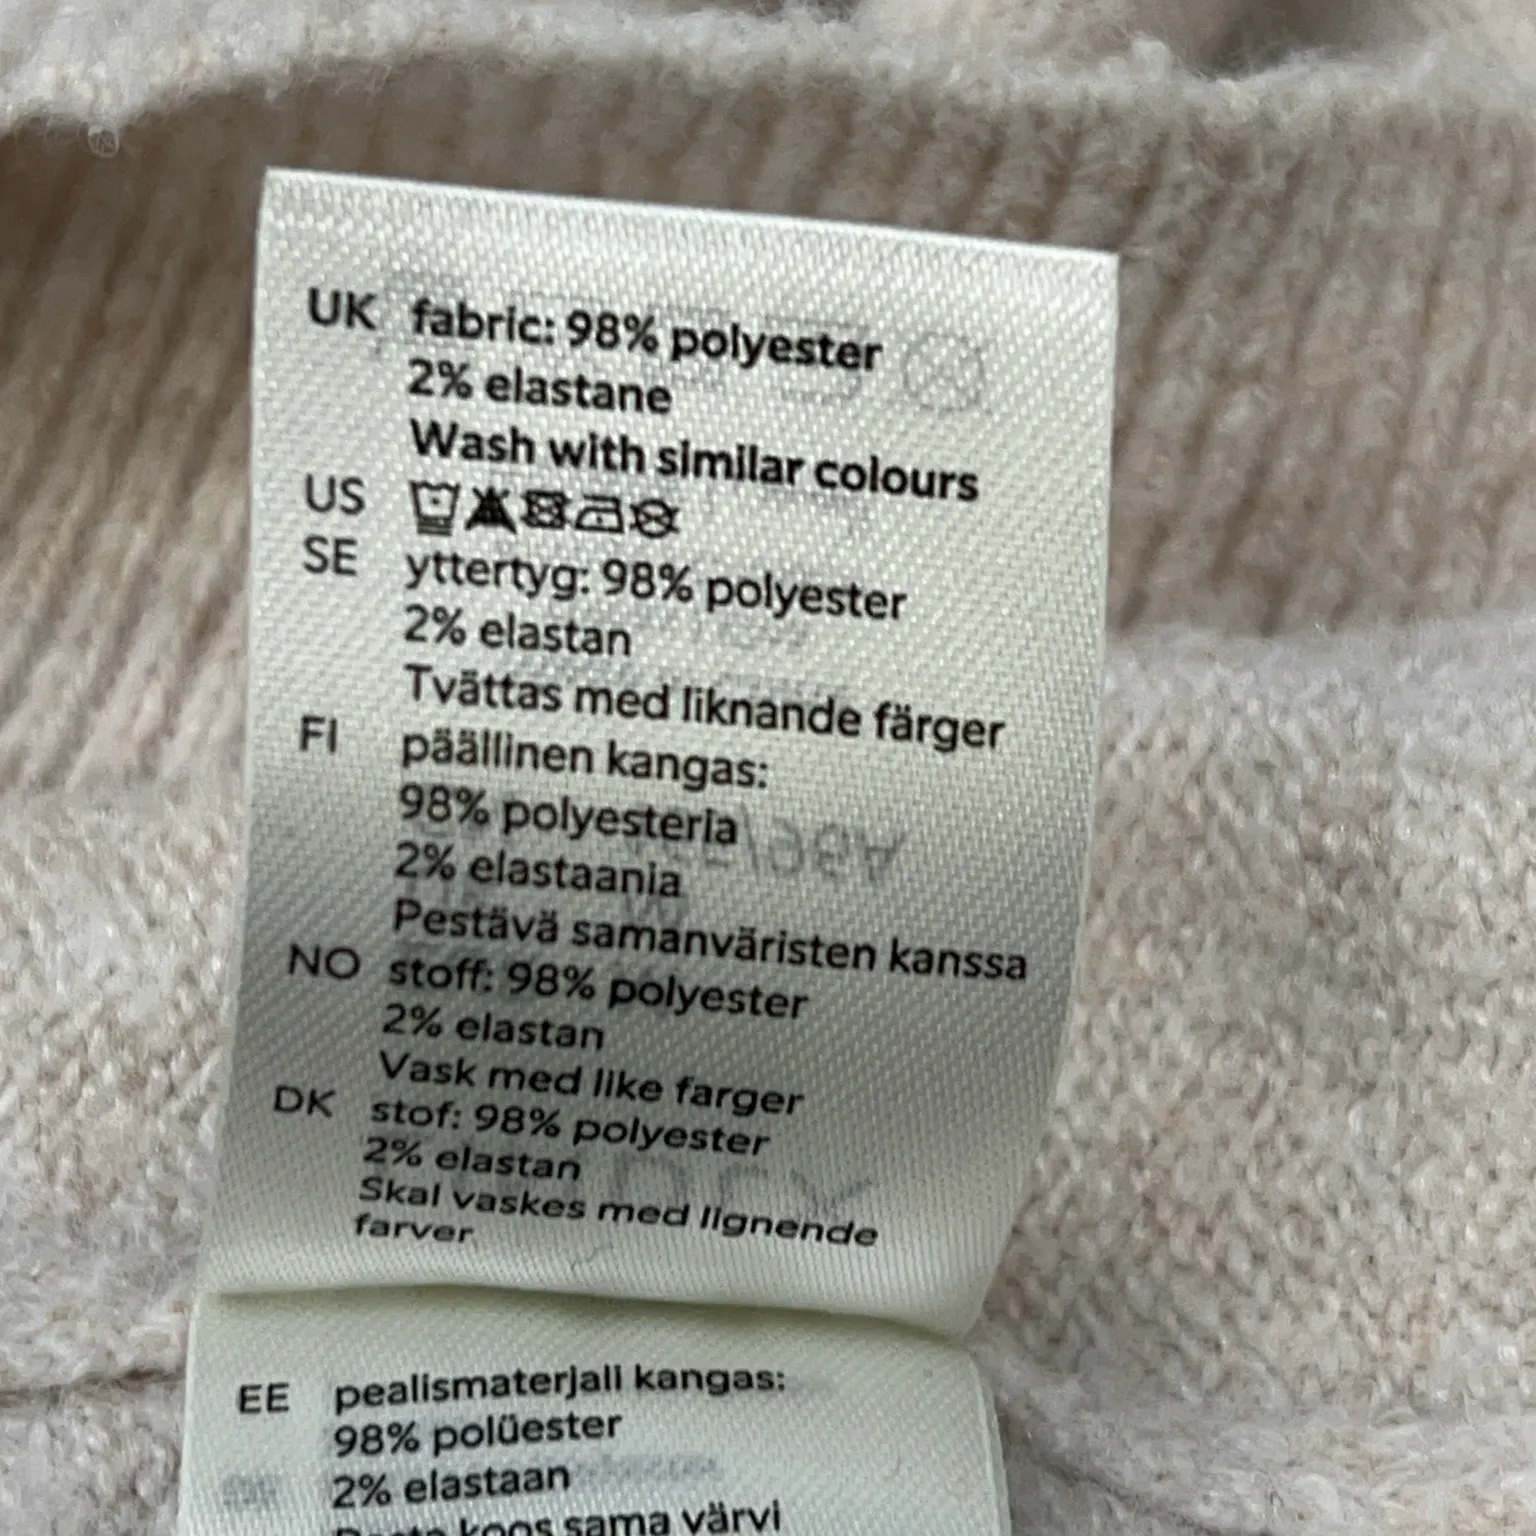 UK fabric: 98% polyester
2% elastane
Wash with similar colours
US
SE yttertyg: 98% polyester
2% elastan
Tvättas med liknande färger
FI päällinen kangas:
98% polyesteria
2% elastaania
Pestävä samanväristen kanssa
NO stoff: 98% polyester
2% elastan
Vask med like farger
DK stof: 98% polyester
2% elastan
Skal vaskes med lignende
farver
EE pealismaterjali kangas:
98% polüester
2% elastaan
koos sama värvi